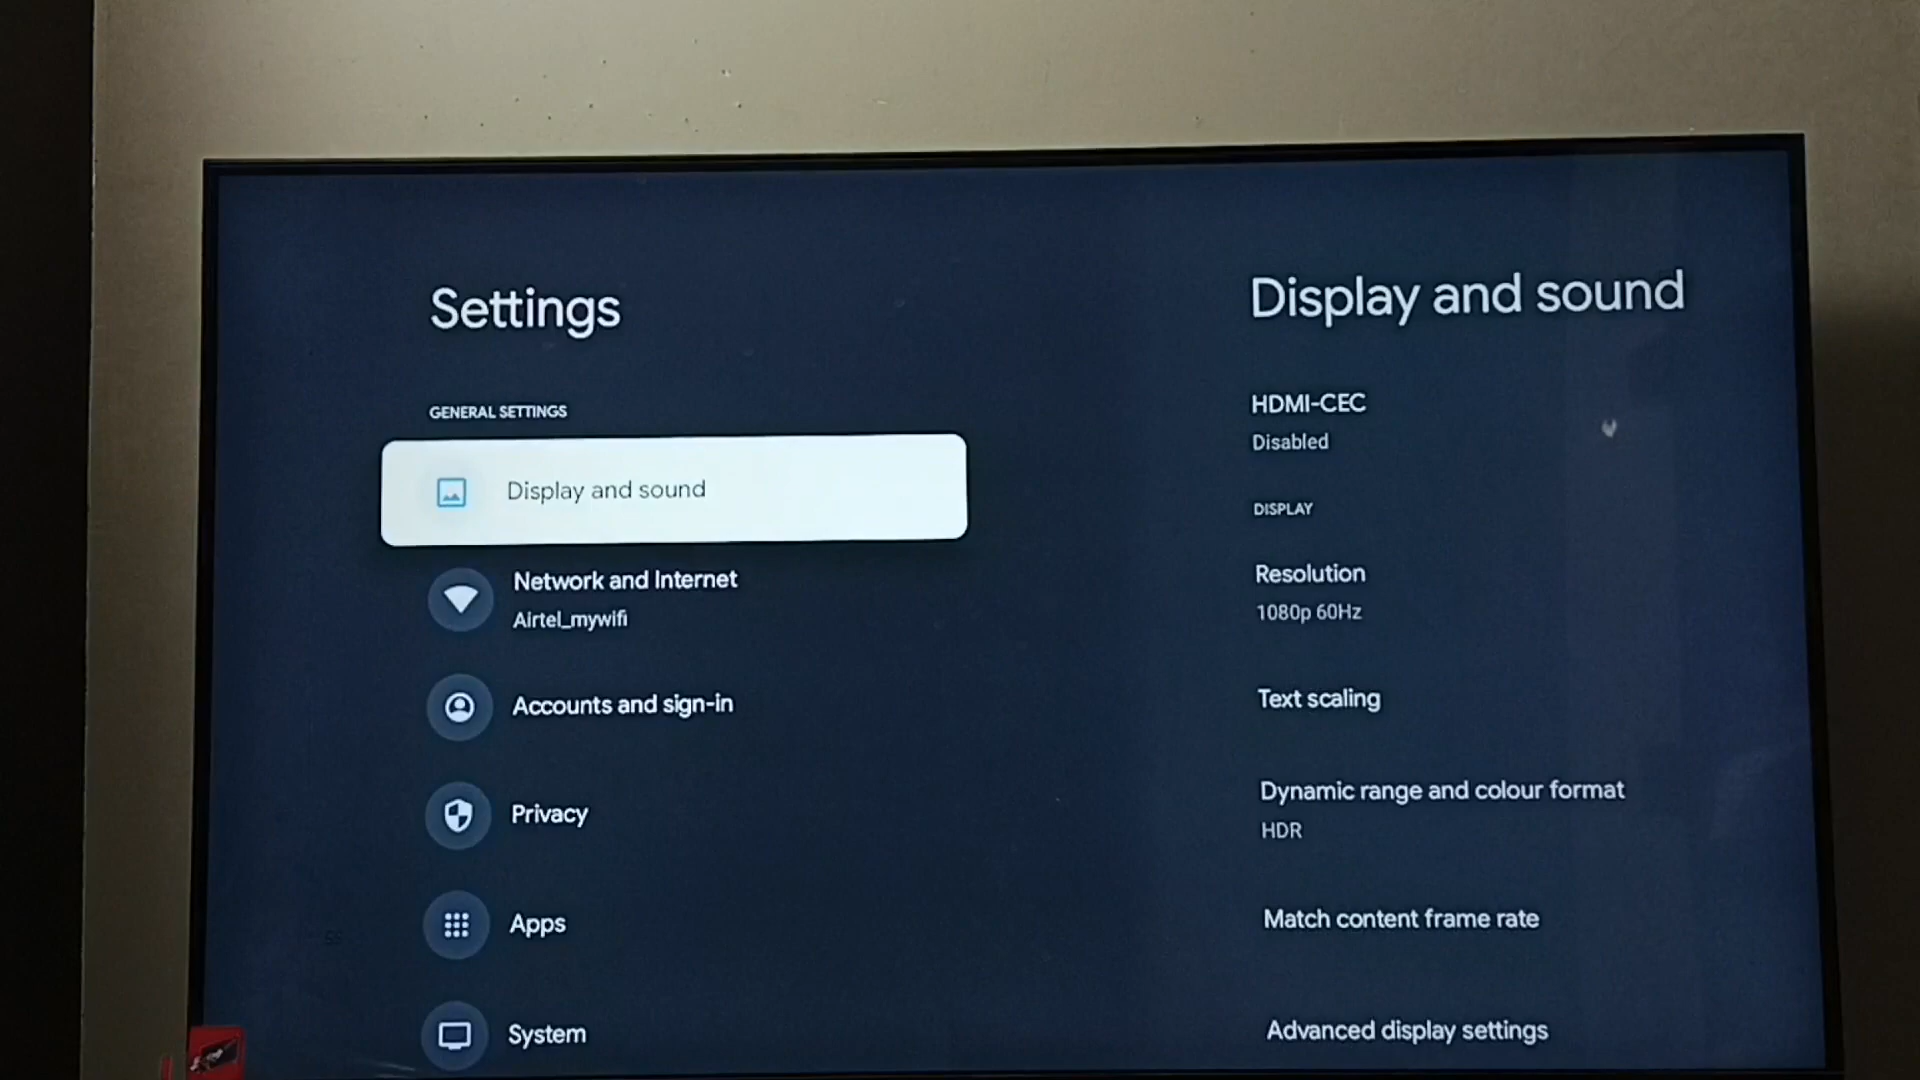 Settings
GENERAL SETTINGS
Display and sound
Network and Internet
Airtel_mywifi
Accounts and sign-in
Privacy
Apps
System
Display and sound
HDMI-CEC
Disabled
DISPLAY
Resolution
1080p 60Hz
Text scaling
Dynamic range and colour format
HDR
Match content frame rate
Advanced display settings